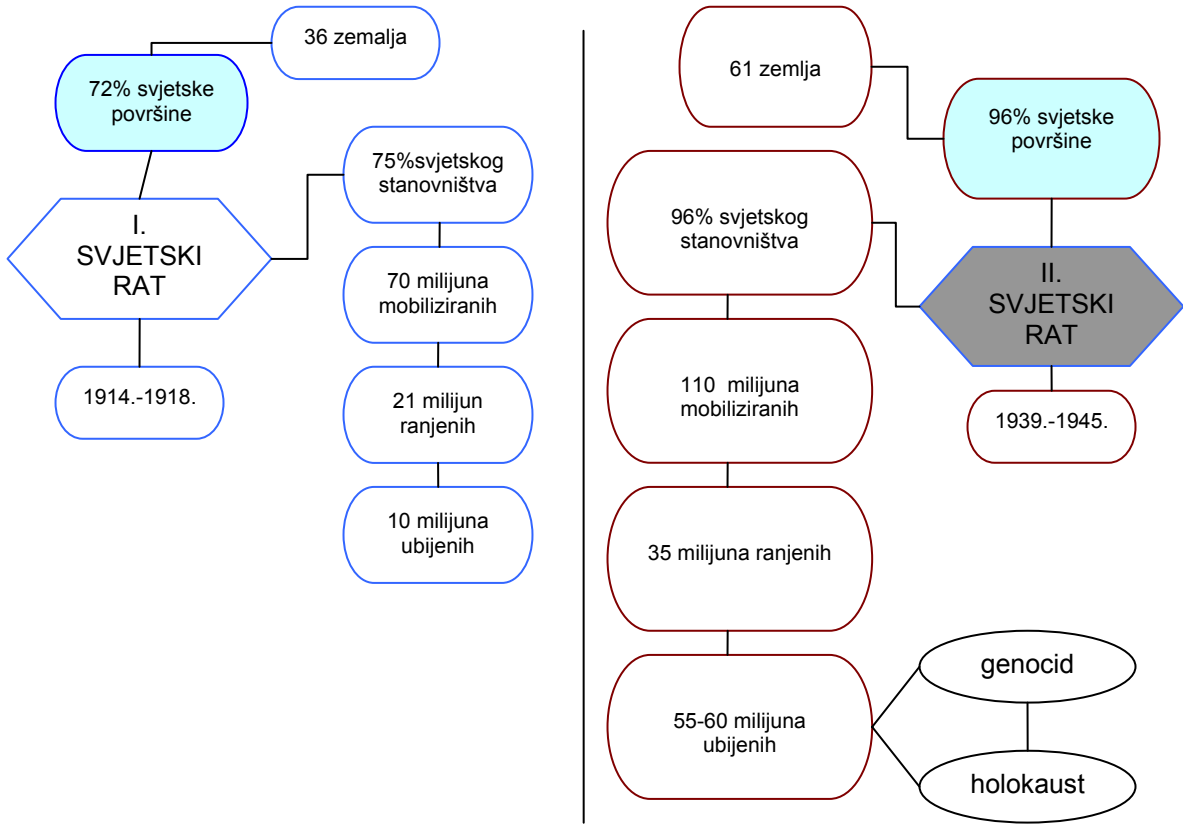 36 zemalja
72% svjetske
površine
75%svjetskog
stanovništva
I.
SVJETSKI
RAT
70 milijuna
mobiliziranih
1914.-1918.
21 milijun
ranjenih
10 milijuna
ubijenih
61 zemlja
96% svjetske
površine
96% svjetskog
stanovništva
II.
SVJETSKI
RAT
110  milijuna
mobiliziranih
1939.-1945.
35 milijuna ranjenih
55-60 milijuna
ubijenih
genocid
holokaust